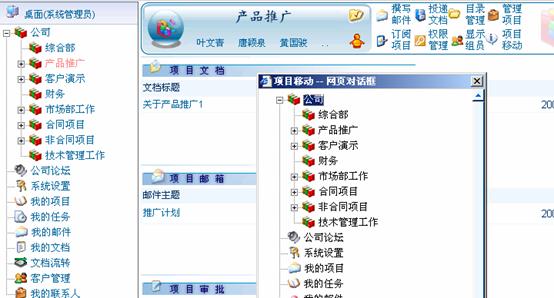 桌面(系统管理员)
公司
综合部
产品推广
客户演示
财务
市场部工作
合同项目
非合同项目
技术管理工作
公司论坛
系统设置
我的项目
我的任务
我的邮件
我的文档
文档流转
客户管理
我的联系人
产品推广
叶文青 唐颖泉 黄国骏
撰写邮件
投递文档
目录管理
管理项目
订阅项目
权限管理
显示组员
项目移动
项目文档
文档标题
关于产品推广1
项目邮箱
邮件主题
推广计划
项目审批
项目移动 -- 网页对话框
公司
综合部
产品推广
客户演示
财务
市场部工作
合同项目
非合同项目
技术管理工作
公司论坛
系统设置
我的项目
我的任务
我的邮件
200
200